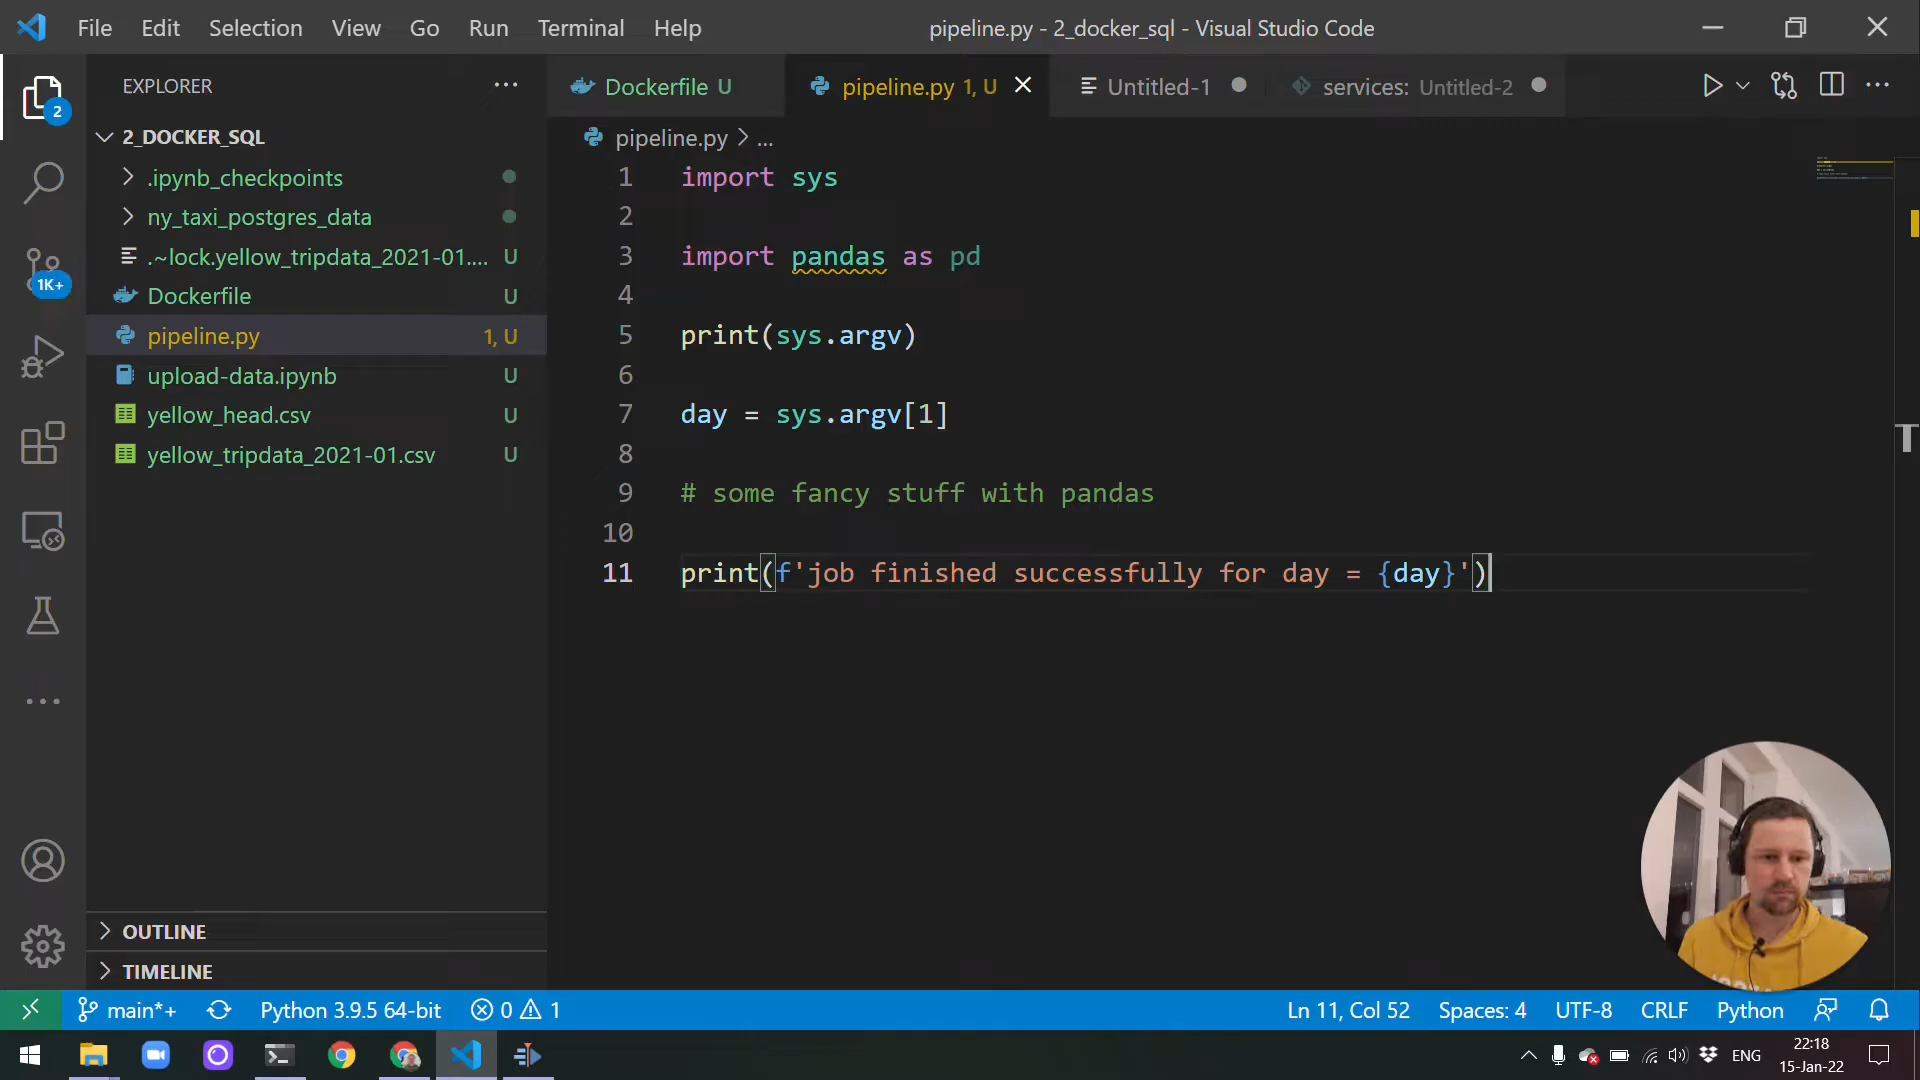 File Edit Selection View Go Run Terminal Help
pipeline.py - 2_docker_sql - Visual Studio Code
EXPLORER
2
2_DOCKER_SQL
.ipynb_checkpoints
ny_taxi_postgres_data
.~lock.yellow_tripdata_2021-01.... U
1K+
Dockerfile U
pipeline.py 1, U
upload-data.ipynb U
yellow_head.csv U
yellow_tripdata_2021-01.csv U
OUTLINE
TIMELINE
Dockerfile U
pipeline.py 1, U
Untitled-1
services: Untitled-2
pipeline.py > ...
1 import sys
2
3 import pandas as pd
4
5 print(sys.argv)
6
7 day = sys.argv[1]
8
9 # some fancy stuff with pandas
10
11 print(f'job finished successfully for day = {day}')
main*+ Python 3.9.5 64-bit 0 1 Ln 11, Col 52 Spaces: 4 UTF-8 CRLF Python
ENG
22:18
15-Jan-22